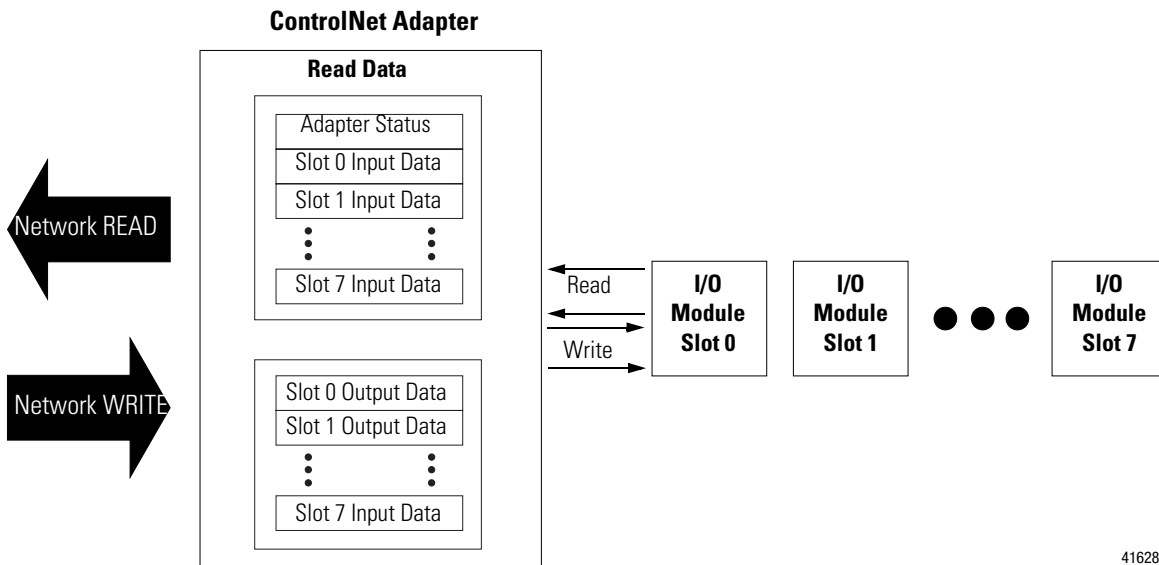 ControlNet Adapter
Read Data
Adapter Status
Slot 0 Input Data
Slot 1 Input Data
Slot 7 Input Data
Network READ
Read
Write
I/O
Module
Slot 0
I/O
Module
Slot 1
I/O
Module
Slot 7
Network WRITE
Slot 0 Output Data
Slot 1 Output Data
Slot 7 Input Data
41628